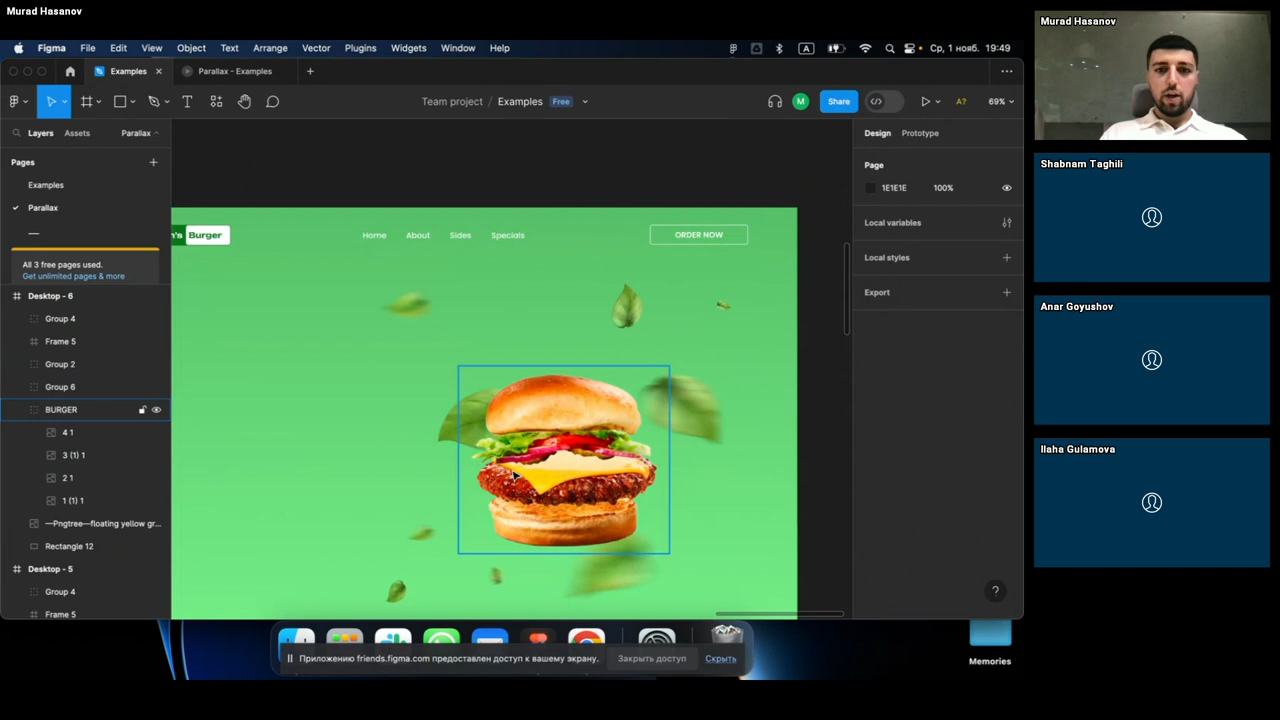 Murad Hasanov
Murad Hasanov
Figma File Edit View Object Text Arrange Vector Plugins Widgets Window Help
A
Ср, 1 нояб. 19:49
Examples
Parallax - Examples
Team project / Examples Free
M
Share
A?
69%
Layers Assets Parallax
Design Prototype
Pages
Page
Examples
1E1E1E 100%
Parallax
Local variables
Local styles
All 3 free pages used.
Get unlimited pages & more
Export
n's Burger
Home About Sides Specials
ORDER NOW
Desktop - 6
Group 4
Frame 5
Group 2
Group 6
BURGER
4 1
3 (1) 1
2 1
1 (1) 1
—Pngtree—floating yellow gr...
Rectangle 12
Desktop - 5
Group 4
Frame 5
?
Приложению friends.figma.com предоставлен доступ к вашему экрану.
Закрыть доступ
Скрыть
Memories
Shabnam Taghili
Anar Goyushov
Ilaha Gulamova